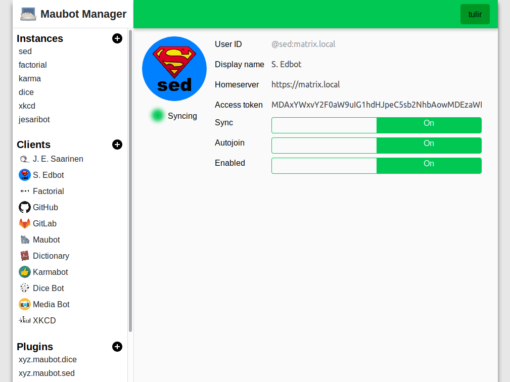 Maubot Manager
tulir
Instances
sed
factorial
karma
dice
xkcd
jesaribot
Clients
J. E. Saarinen
S. Edbot
Factorial
GitHub
GitLab
Maubot
Dictionary
Karmabot
Dice Bot
Media Bot
XKCD
Plugins
xyz.maubot.dice
xyz.maubot.sed
sed
Syncing
User ID @sed:matrix.local
Display name S. Edbot
Homeserver https://matrix.local
Access token
Sync On
Autojoin On
Enabled On